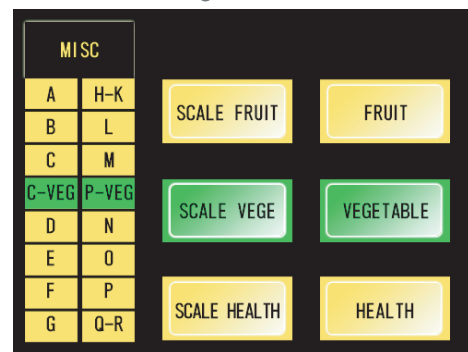 MISC
A H-K
B L
C M
C-VEG P-VEG
D N
E O
F P
G Q-R
SCALE FRUIT FRUIT
SCALE VEGE VEGETABLE
SCALE HEALTH HEALTH